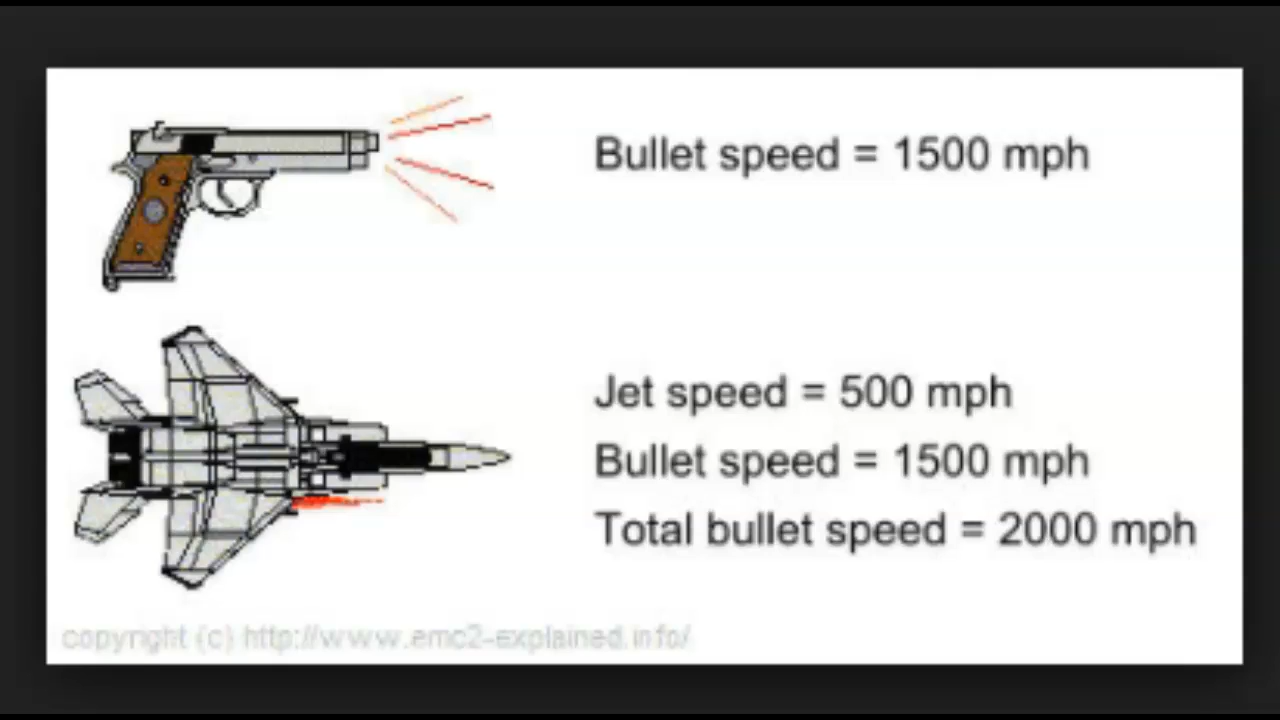 Bullet speed = 1500 mph
Jet speed = 500 mph
Bullet speed = 1500 mph
Total bullet speed = 2000 mph
copyright (c) http://www.emc2-explained.info/